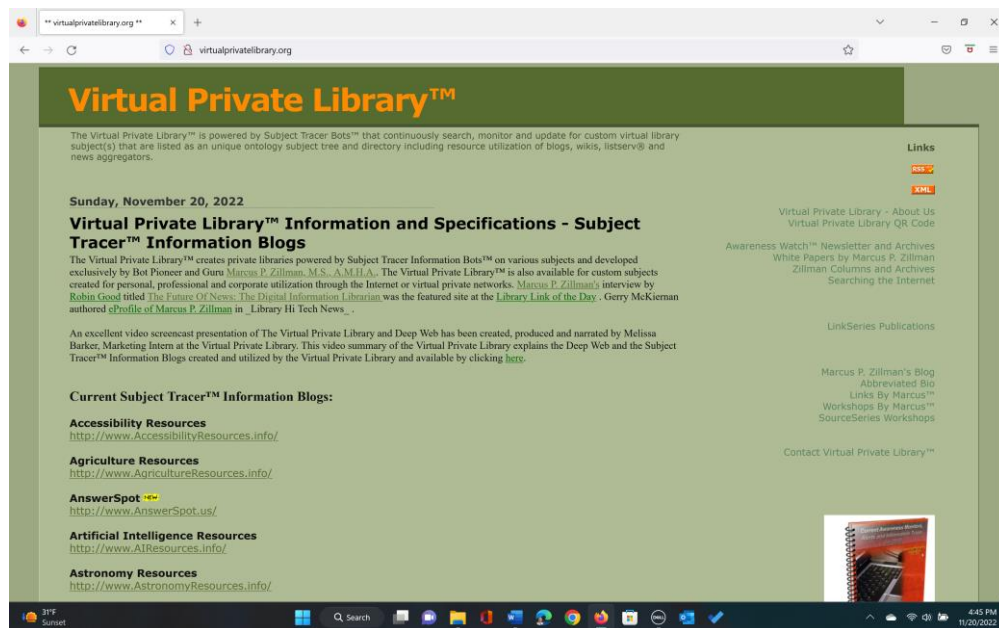 ** virtualprivatelibrary.org **
virtualprivatelibrary.org
Virtual Private Library™
The Virtual Private Library™ is powered by Subject Tracer Bots™ that continuously search, monitor and update for custom virtual library
subject(s) that are listed as an unique ontology subject tree and directory including resource utilization of blogs, wikis, listserv® and
news aggregators.
Sunday, November 20, 2022
Virtual Private Library™ Information and Specifications - Subject
Tracer™ Information Blogs
The Virtual Private Library™ creates private libraries powered by Subject Tracer Information Bots™ on various subjects and developed
exclusively by Bot Pioneer and Guru Marcus P. Zillman, M.S., A.M.H.A., The Virtual Private Library™ is also available for custom subjects
created for personal, professional and corporate utilization through the Internet or virtual private networks. Marcus P. Zillman's interview by
Robin Good titled The Future Of News: The Digital Information Librarian was the featured site at the Library Link of the Day . Gerry McKiernan
authored eProfile of Marcus P. Zillman in _Library Hi Tech News_ .
An excellent video screencast presentation of The Virtual Private Library and Deep Web has been created, produced and narrated by Melissa
Barker, Marketing Intern at the Virtual Private Library. This video summary of the Virtual Private Library explains the Deep Web and the Subject
Tracer™ Information Blogs created and utilized by the Virtual Private Library and available by clicking here.
Current Subject Tracer™ Information Blogs:
Accessibility Resources
http://www.AccessibilityResources.info/
Agriculture Resources
http://www.AgricultureResources.info/
AnswerSpot NEW
http://www.AnswerSpot.us/
Artificial Intelligence Resources
http://www.AIResources.info/
Astronomy Resources
http://www.AstronomyResources.info/
Links
RSS
XML
Virtual Private Library - About Us
Virtual Private Library QR Code
Awareness Watch™ Newsletter and Archives
White Papers by Marcus P. Zillman
Zillman Columns and Archives
Searching the Internet
LinkSeries Publications
Marcus P. Zillman's Blog
Abbreviated Bio
Links By Marcus™
Workshops By Marcus™
SourceSeries Workshops
Contact Virtual Private Library™
31°F
Sunset
Search
4:45 PM
11/20/2022